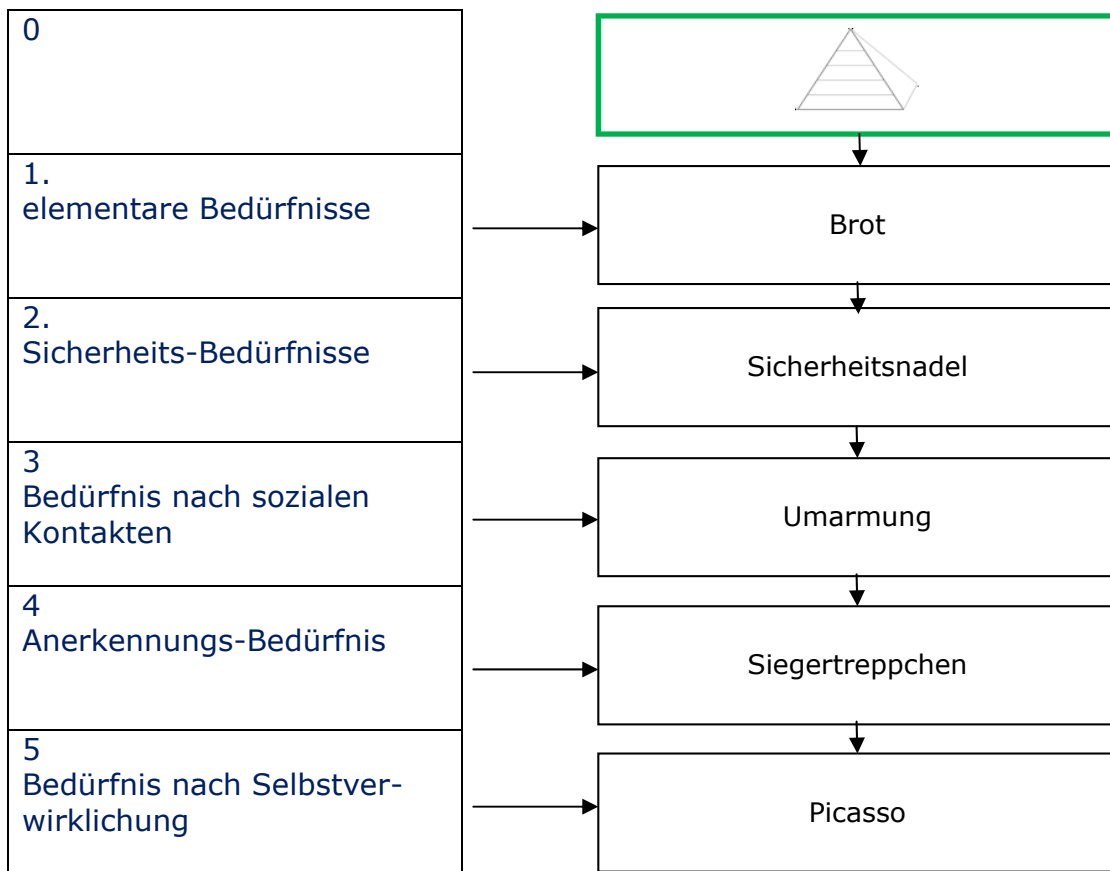 0
1.
elementare Bedürfnisse
Brot
2.
Sicherheits-Bedürfnisse
Sicherheitsnadel
3
Bedürfnis nach sozialen
Kontakten
Umarmung
4
Anerkennungs-Bedürfnis
Siegertreppchen
5
Bedürfnis nach Selbstver-
wirklichung
Picasso